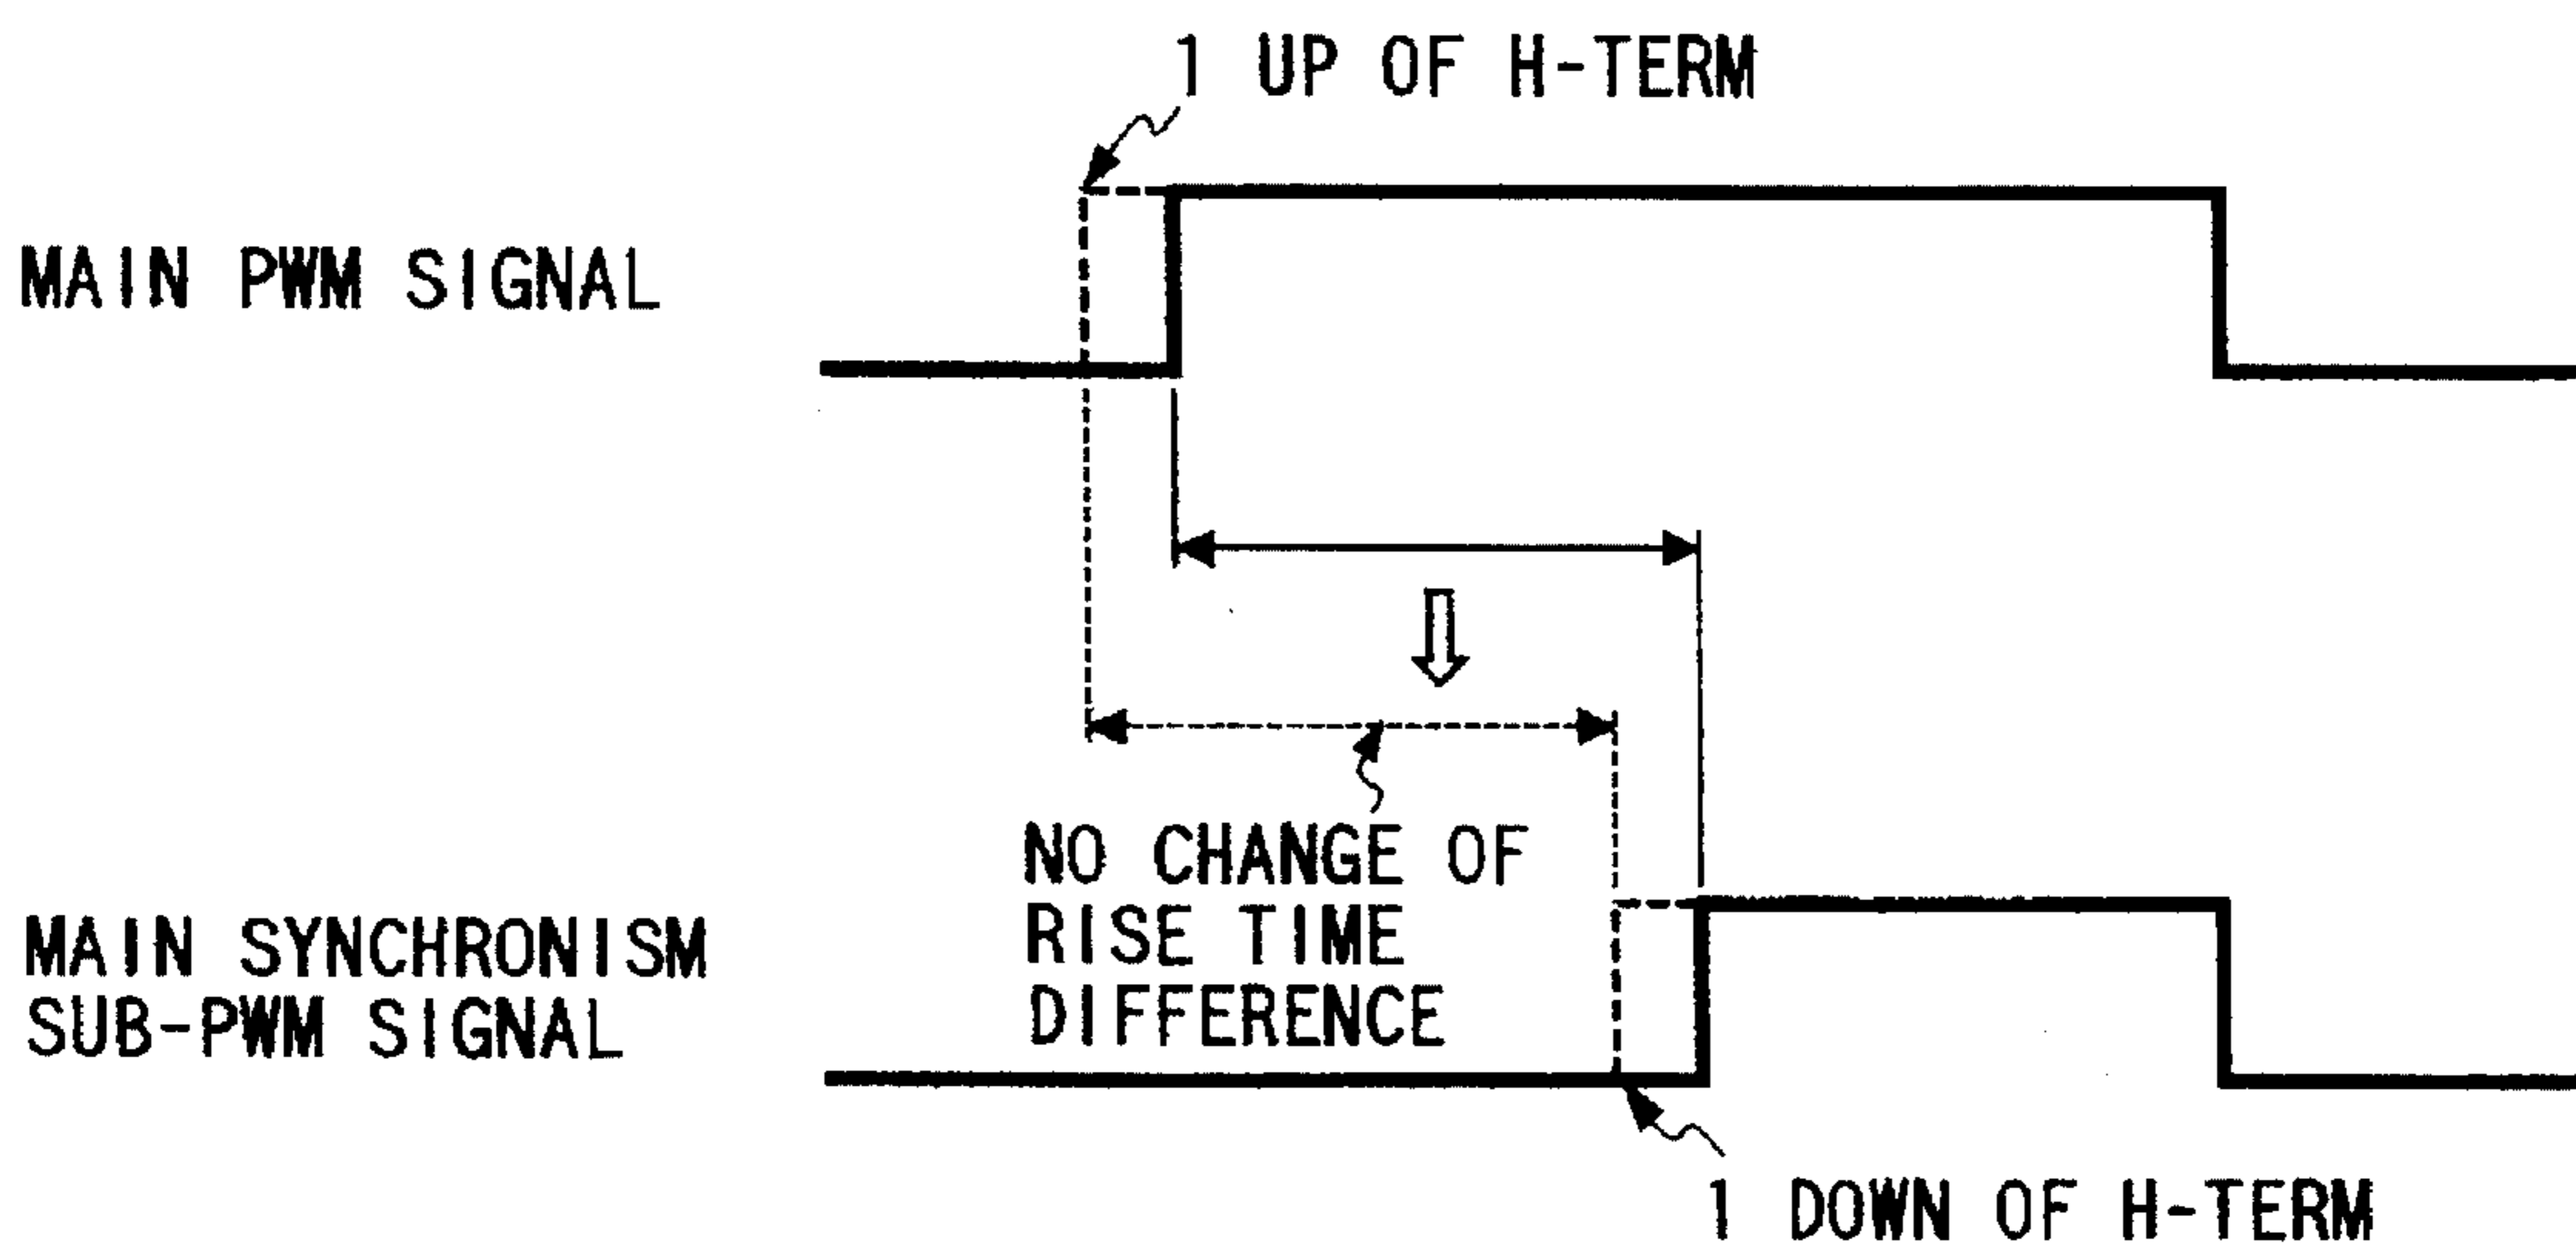 1 UP OF H-TERM
MAIN PWM SIGNAL
NO CHANGE OF
RISE TIME
DIFFERENCE
MAIN SYNCHRONISM
SUB-PWM SIGNAL
1 DOWN OF H-TERM